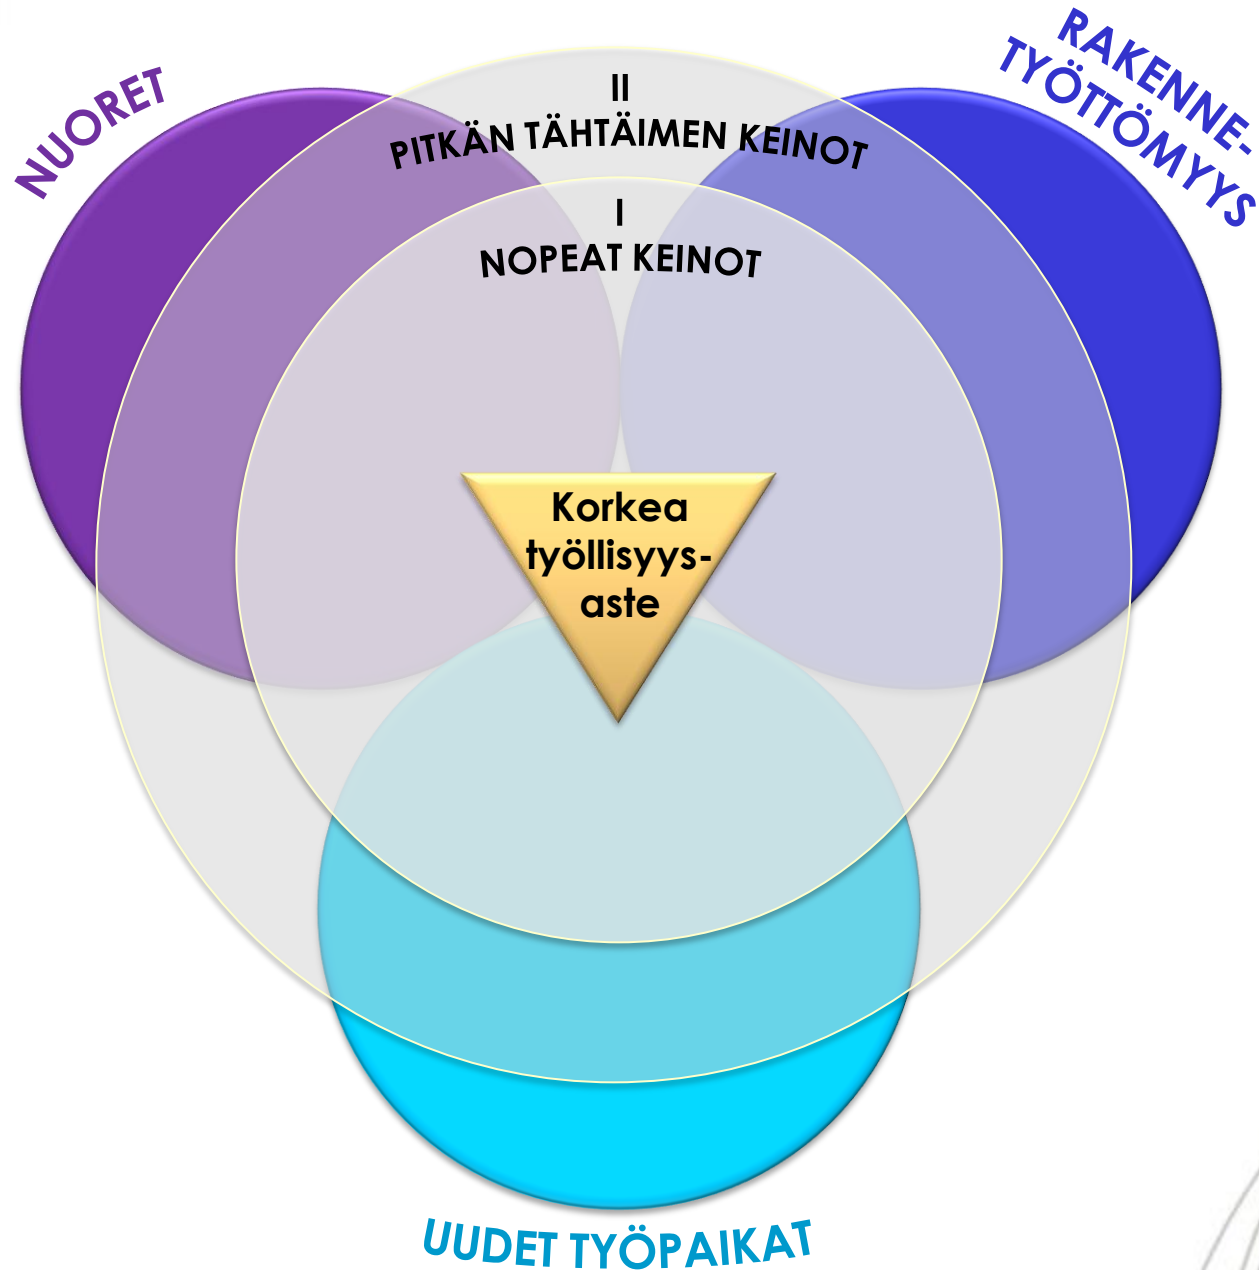 NUORET
RAKENNE-
TYÖTTÖMYYS
II
PITKÄN TÄHTÄIMEN KEINOT
I
NOPEAT KEINOT
Korkea
työllisyys-
aste
UUDET TYÖPAIKAT